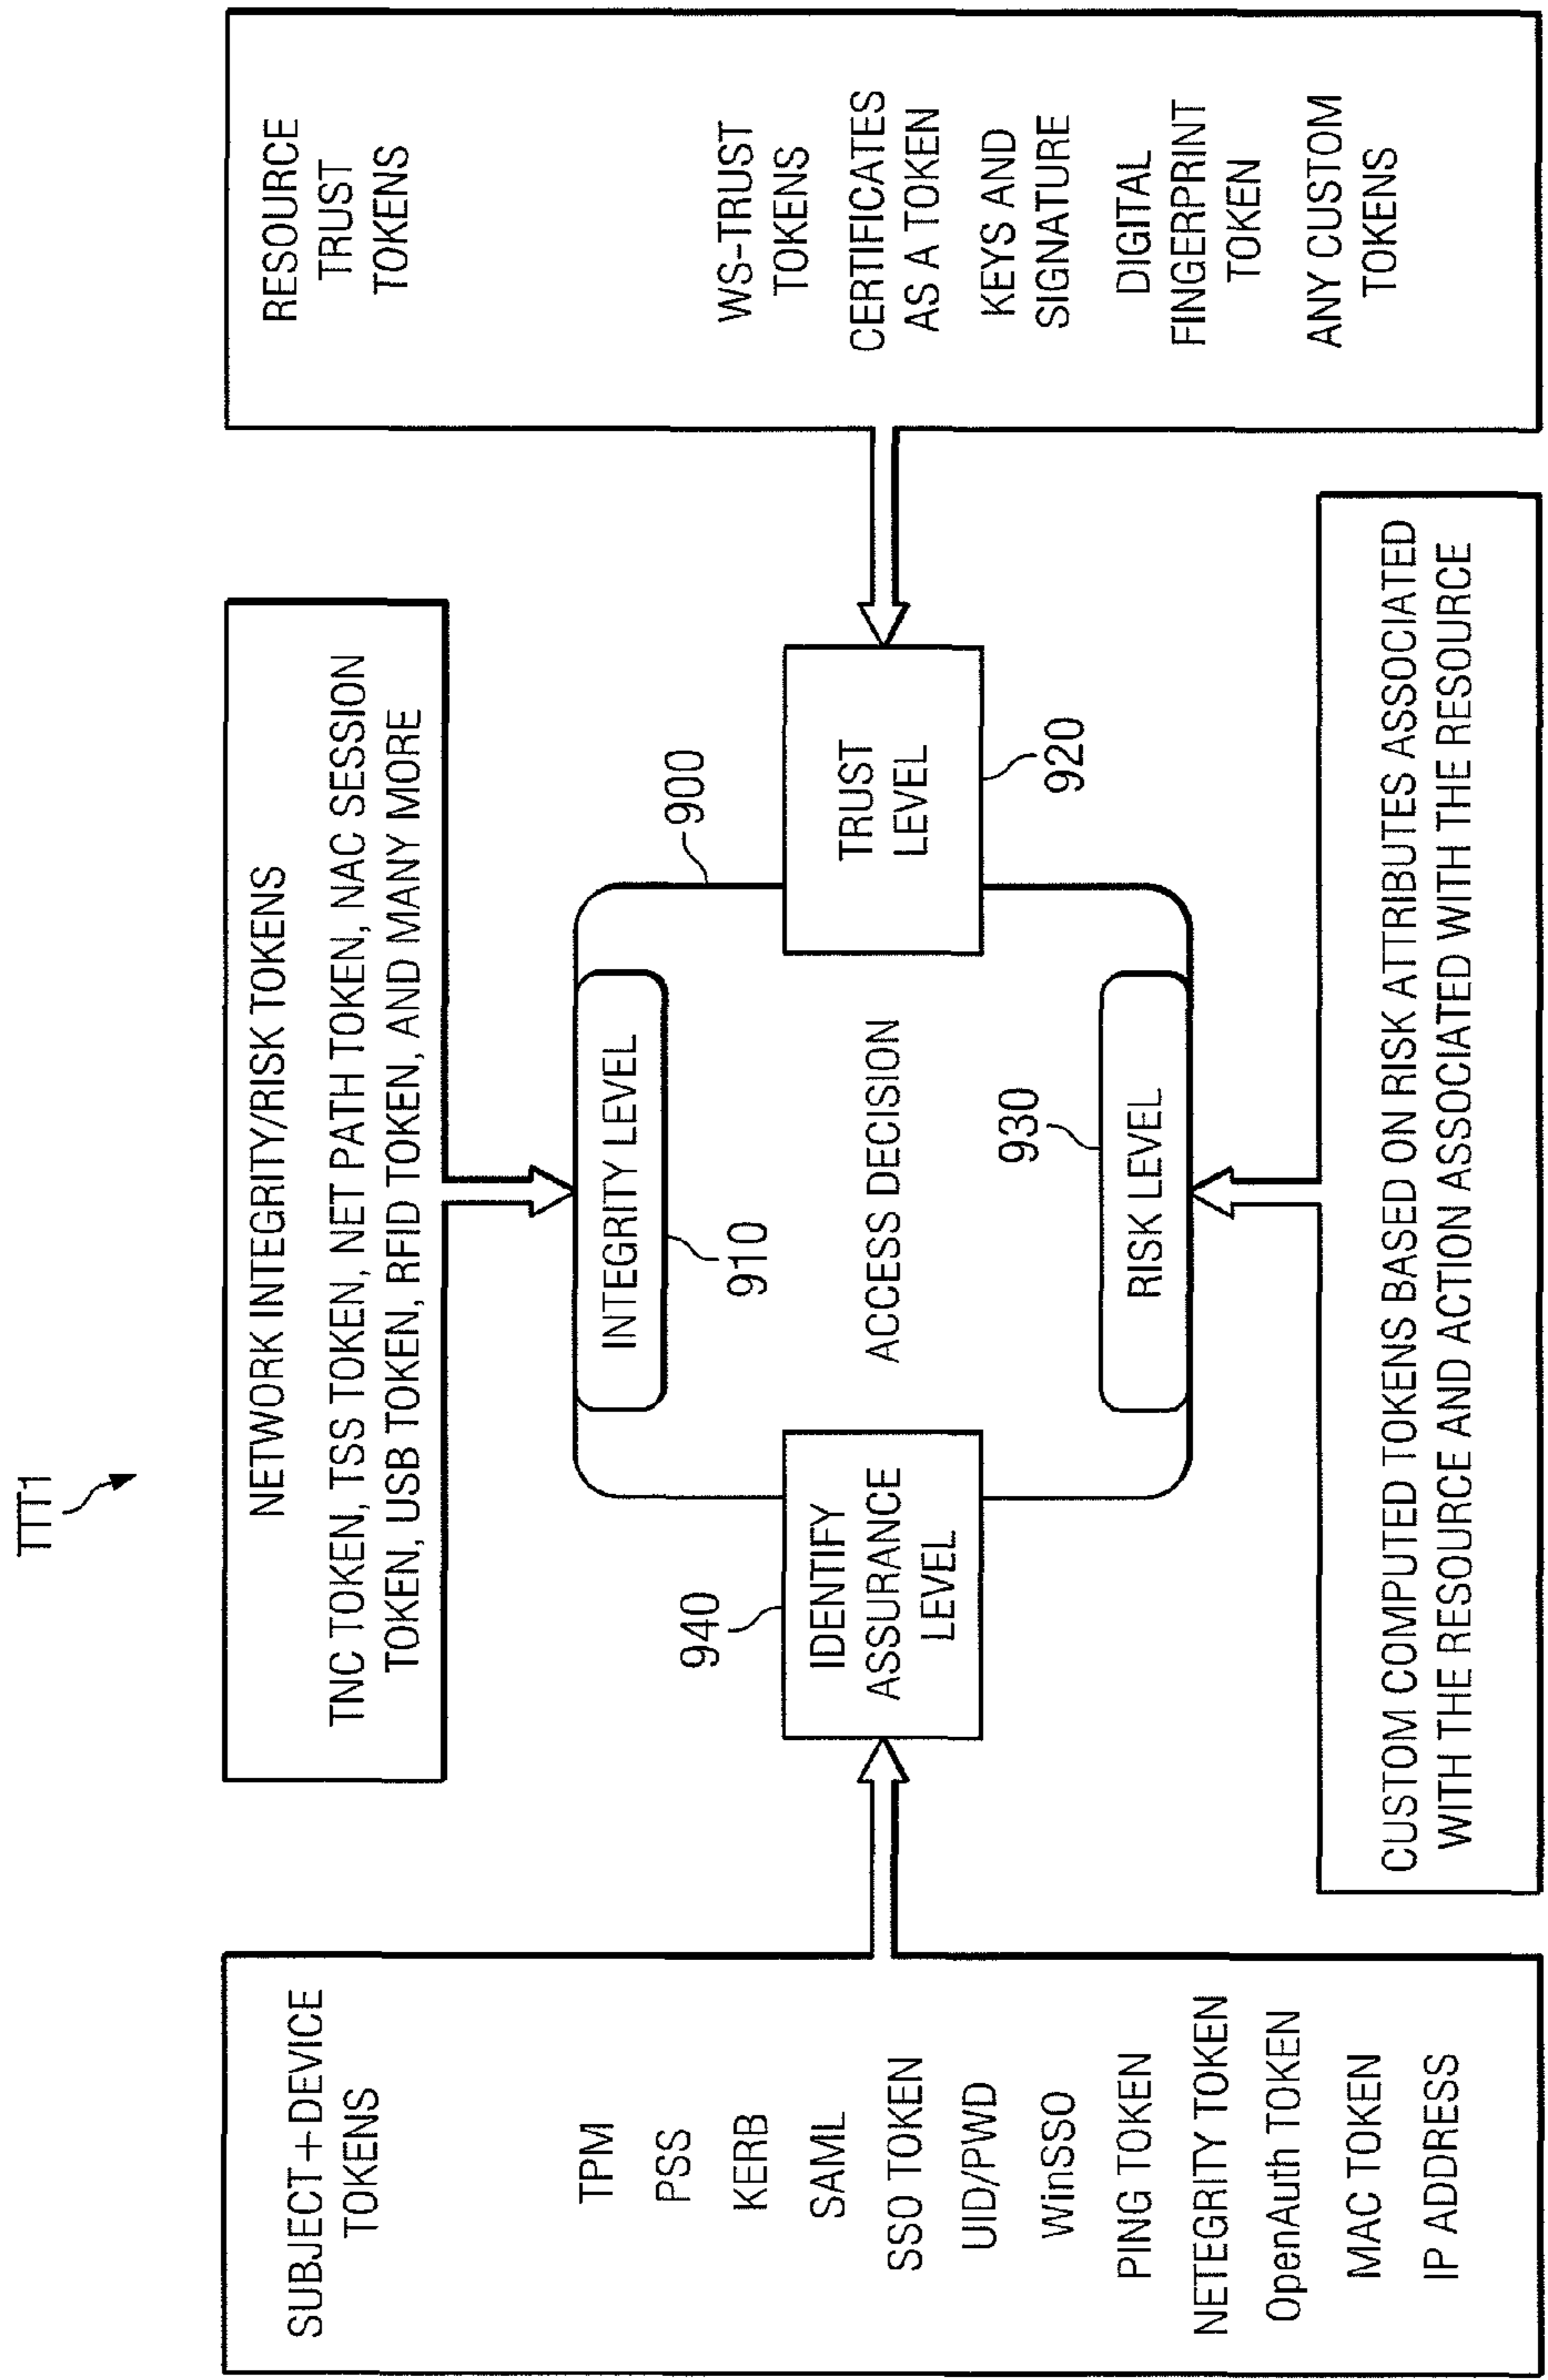 TTT1
SUBJECT+DEVICE
TOKENS
TPM
PSS
KERB
SAML
SSO TOKEN
UID/PWD
WinSSO
PING TOKEN
NETEGRITY TOKEN
OpenAuth TOKEN
MAC TOKEN
IP ADDRESS
NETWORK INTEGRITY/RISK TOKENS
TNC TOKEN, TSS TOKEN, NET PATH TOKEN, NAC SESSION
TOKEN, USB TOKEN, RFID TOKEN, AND MANY MORE
940
IDENTIFY
ASSURANCE
LEVEL
INTEGRITY LEVEL
910
ACCESS DECISION
930
RISK LEVEL
900
TRUST
LEVEL
920
CUSTOM COMPUTED TOKENS BASED ON RISK ATTRIBUTES ASSOCIATED
WITH THE RESOURCE AND ACTION ASSOCIATED WITH THE RESOURCE
RESOURCE
TRUST
TOKENS
WS-TRUST
TOKENS
CERTIFICATES
AS A TOKEN
KEYS AND
SIGNATURE
DIGITAL
FINGERPRINT
TOKEN
ANY CUSTOM
TOKENS